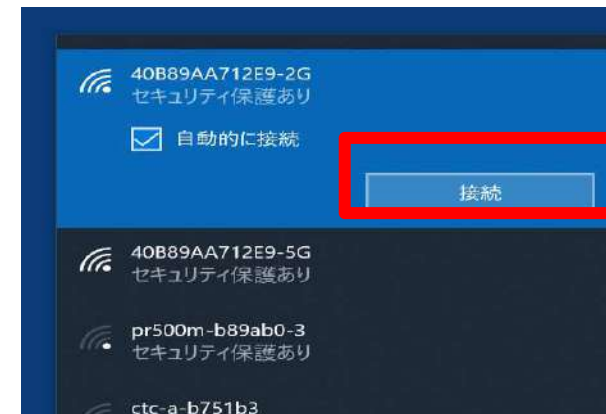 40B89AA712E9-2G
セキュリティ保護あり
自動的に接続
接続
40B89AA712E9-5G
セキュリティ保護あり
pr500m-b89ab0-3
セキュリティ保護あり
ctc-a-b751b3